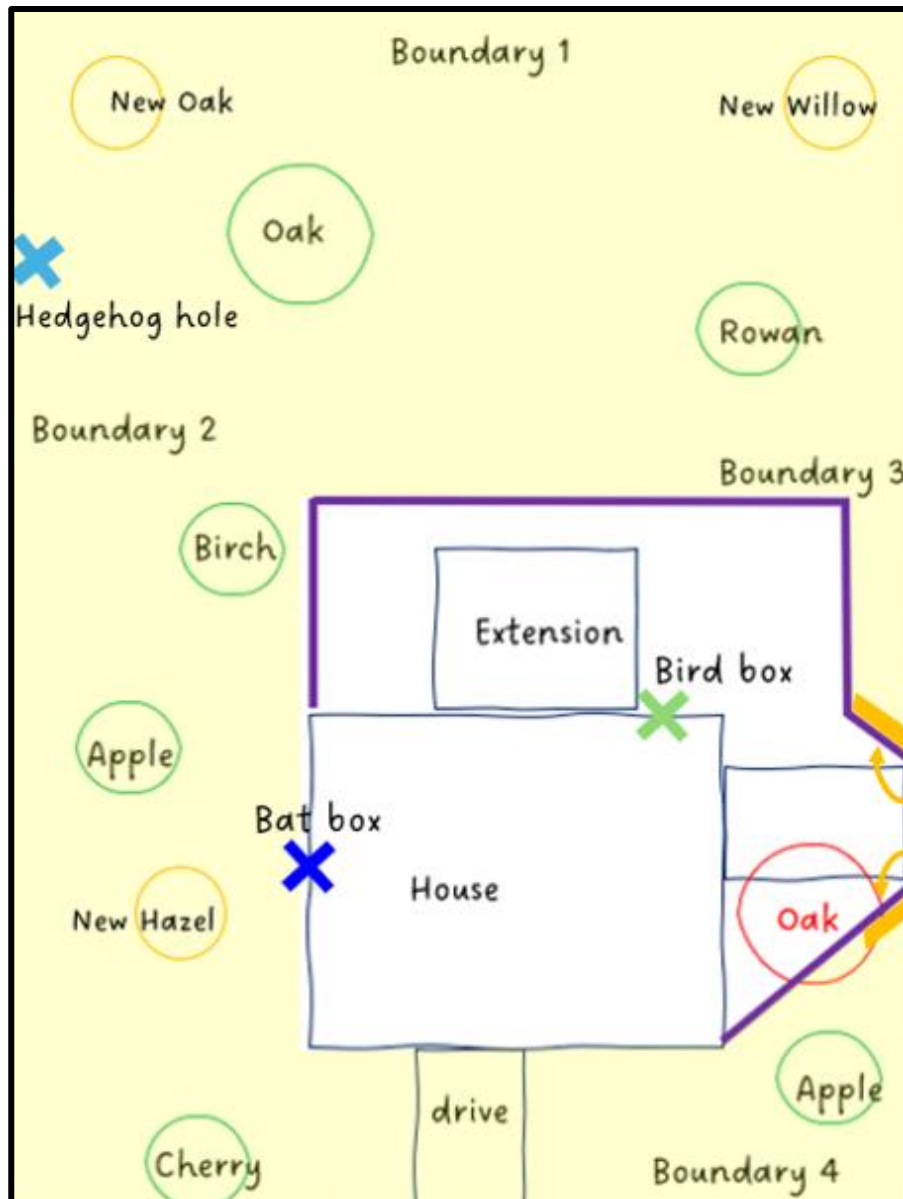 Boundary 1
New Oak
New Willow
Oak
Hedgehog hole
Rowan
Boundary 2
Boundary 3
Birch
Extension
Bird box
Apple
Bat box
House
New Hazel
Oak
Apple
drive
Cherry
Boundary 4